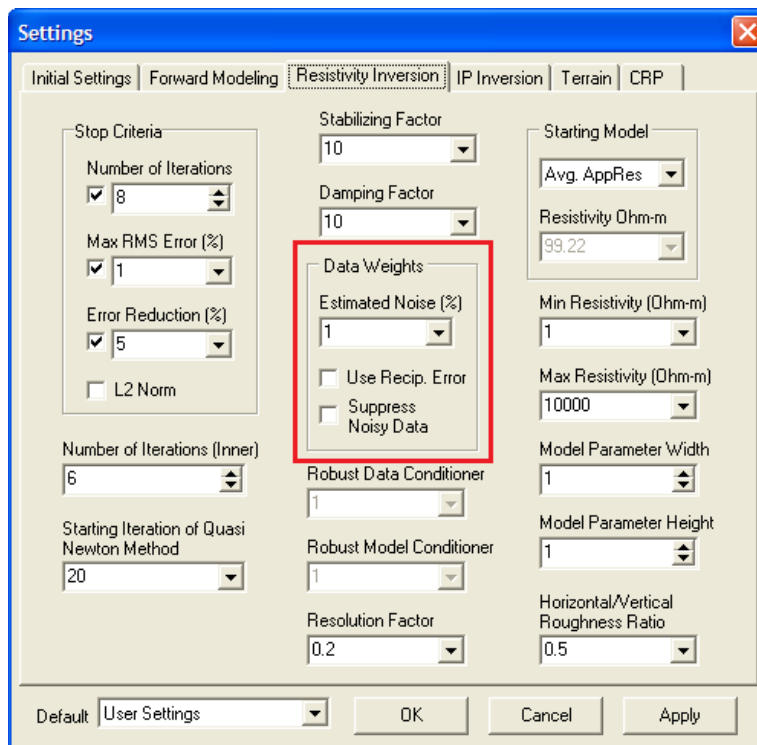 Settings
Initial Settings
Forward Modeling
Resistivity Inversion
IP Inversion
Terrain
CRP
Stop Criteria
Number of Iterations
8
Max RMS Error (%)
1
Error Reduction (%)
5
L2 Norm
Number of Iterations (Inner)
6
Starting Iteration of Quasi
Newton Method
20
Stabilizing Factor
10
Damping Factor
10
Data Weights
Estimated Noise (%)
1
Use Recip. Error
Suppress
Noisy Data
Robust Data Conditioner
1
Robust Model Conditioner
1
Resolution Factor
0.2
Starting Model
Avg. AppRes
Resistivity Ohm-m
99.22
Min Resistivity (Ohm-m)
1
Max Resistivity (Ohm-m)
10000
Model Parameter Width
1
Model Parameter Height
1
Horizontal/Vertical
Roughness Ratio
0.5
Default
User Settings
OK
Cancel
Apply